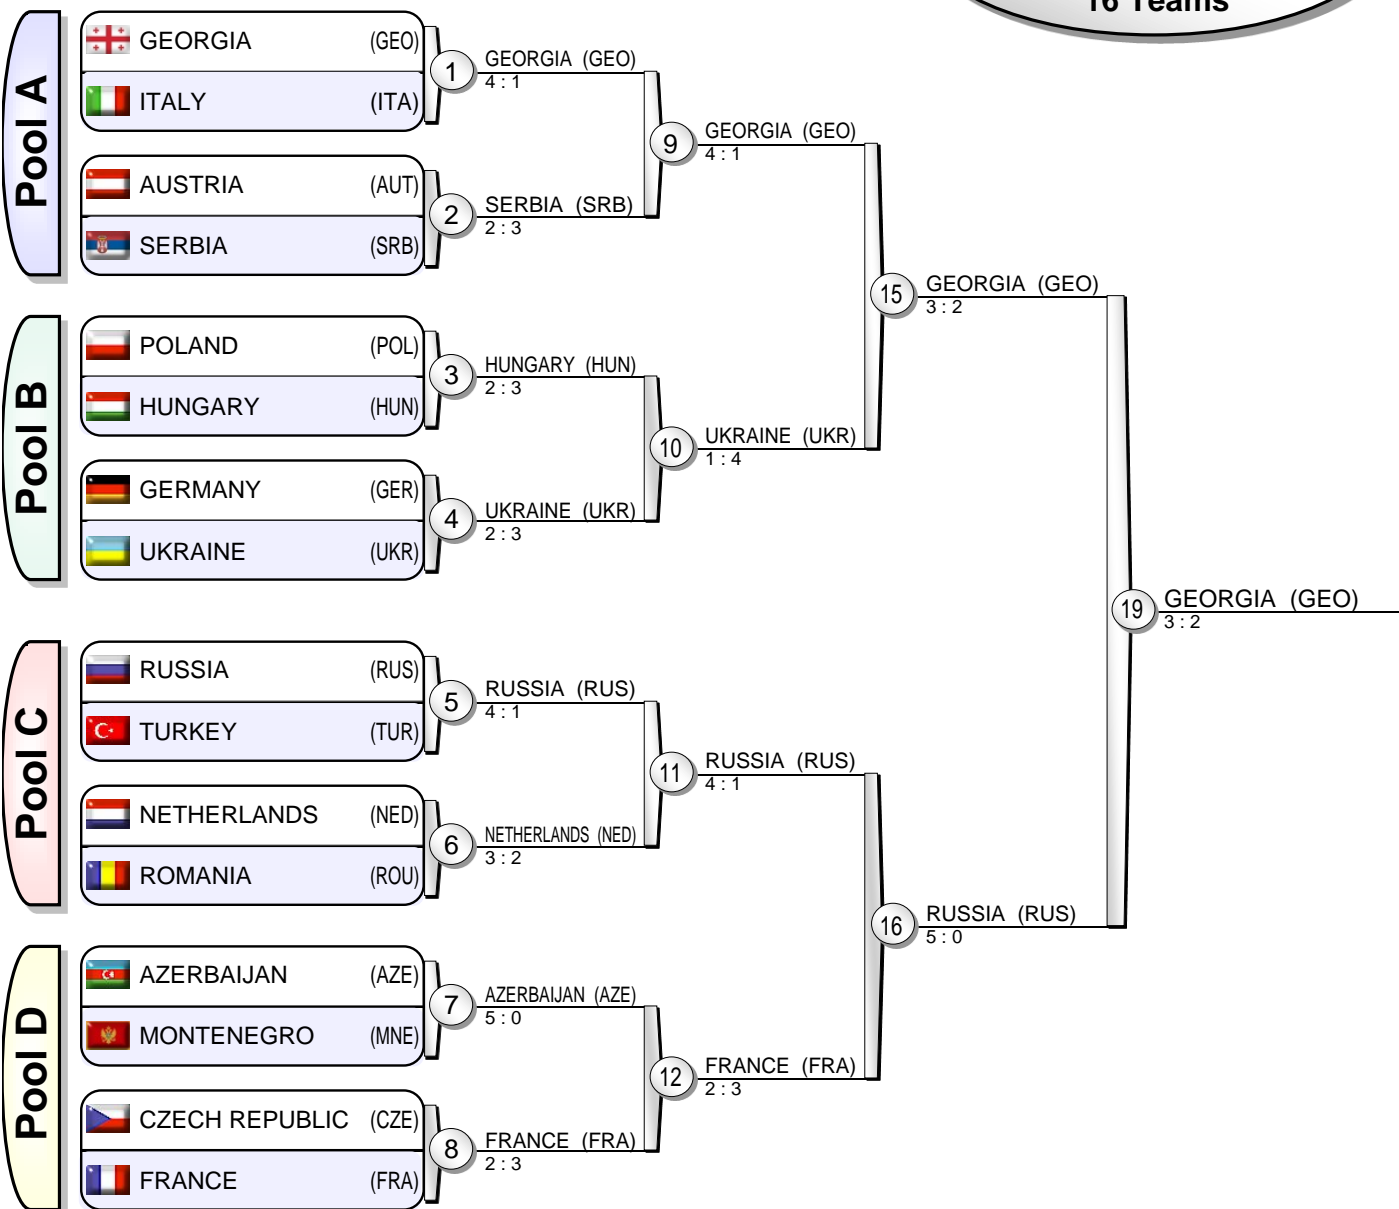 16 Teams
Pool A
GEORGIA (GEO)
ITALY (ITA)
AUSTRIA (AUT)
SERBIA (SRB)
Pool B
POLAND (POL)
HUNGARY (HUN)
GERMANY (GER)
UKRAINE (UKR)
Pool C
RUSSIA (RUS)
TURKEY (TUR)
NETHERLANDS (NED)
ROMANIA (ROU)
Pool D
AZERBAIJAN (AZE)
MONTENEGRO (MNE)
CZECH REPUBLIC (CZE)
FRANCE (FRA)
1
GEORGIA (GEO)
4 : 1
2
SERBIA (SRB)
2 : 3
3
HUNGARY (HUN)
2 : 3
4
UKRAINE (UKR)
2 : 3
5
RUSSIA (RUS)
4 : 1
6
NETHERLANDS (NED)
3 : 2
7
AZERBAIJAN (AZE)
5 : 0
8
FRANCE (FRA)
2 : 3
9
GEORGIA (GEO)
4 : 1
10
UKRAINE (UKR)
1 : 4
11
RUSSIA (RUS)
4 : 1
12
FRANCE (FRA)
2 : 3
15
GEORGIA (GEO)
3 : 2
16
RUSSIA (RUS)
5 : 0
19
GEORGIA (GEO)
3 : 2